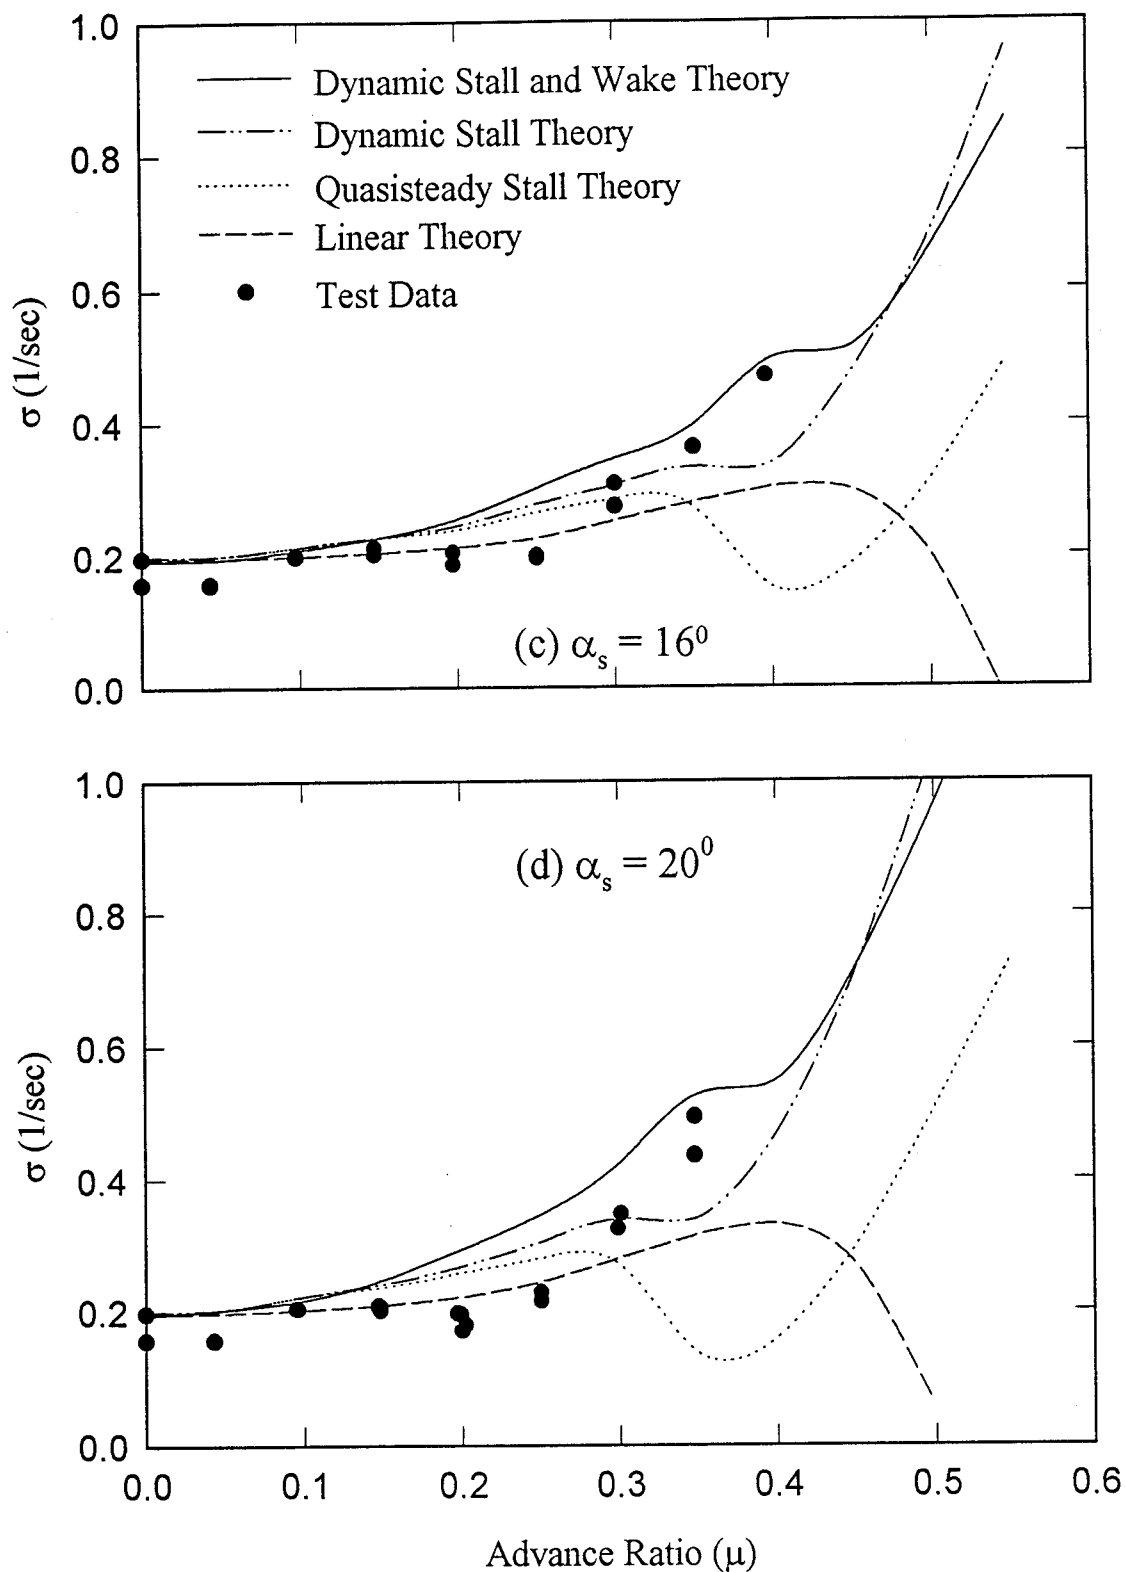 1.0
Dynamic Stall and Wake Theory
Dynamic Stall Theory
0.8
Quasisteady Stall Theory
Linear Theory
0.6
Test Data
σ (1/sec)
0.4
0.2
(c) αs = 16⁰
0.0
1.0
(d) αs = 20⁰
0.8
0.6
σ (1/sec)
0.4
0.2
0.0
0.0 0.1 0.2 0.3 0.4 0.5 0.6
Advance Ratio (μ)